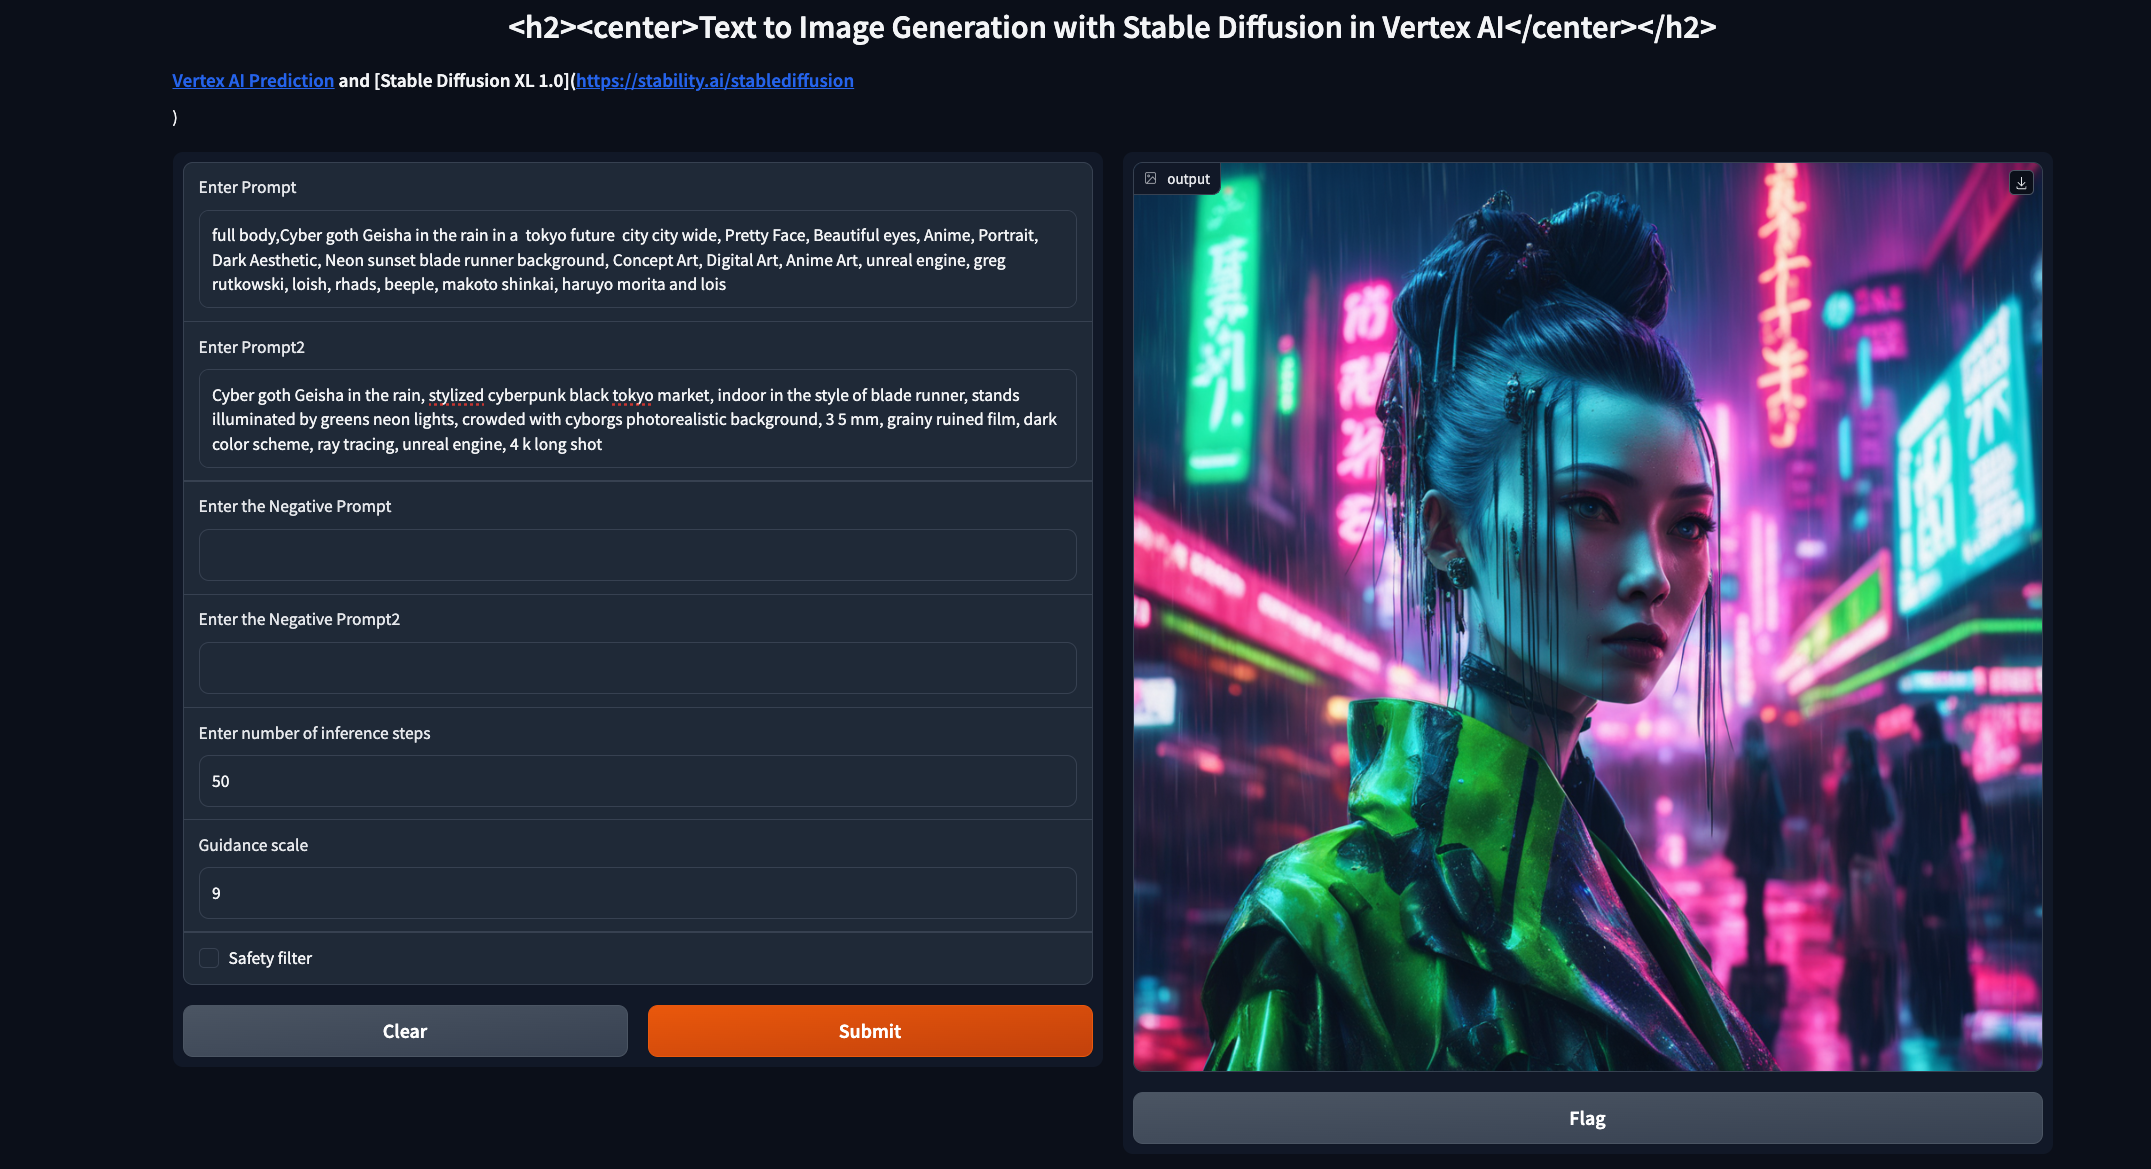 <h2><center>Text to Image Generation with Stable Diffusion in Vertex AI</center></h2>
Vertex AI Prediction and [Stable Diffusion XL 1.0](https://stability.ai/stablediffusion
)
Enter Prompt
full body,Cyber goth Geisha in the rain in a  tokyo future  city city wide, Pretty Face, Beautiful eyes, Anime, Portrait,
Dark Aesthetic, Neon sunset blade runner background, Concept Art, Digital Art, Anime Art, unreal engine, greg
rutkowski, loish, rhads, beeple, makoto shinkai, haruyo morita and lois
Enter Prompt2
Cyber goth Geisha in the rain, stylized cyberpunk black tokyo market, indoor in the style of blade runner, stands
illuminated by greens neon lights, crowded with cyborgs photorealistic background, 3 5 mm, grainy ruined film, dark
color scheme, ray tracing, unreal engine, 4 k long shot
Enter the Negative Prompt
Enter the Negative Prompt2
Enter number of inference steps
50
Guidance scale
9
Safety filter
Clear
Submit
output
Flag